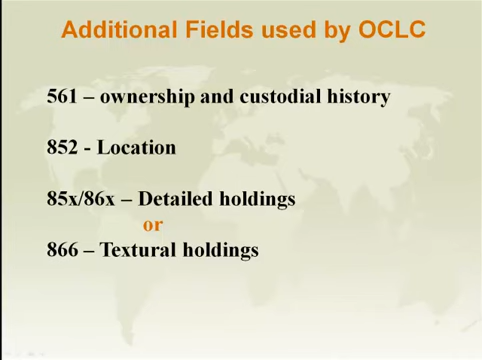 Additional Fields used by OCLC
561 – ownership and custodial history
852 - Location
85x/86x – Detailed holdings
or
866 – Textural holdings